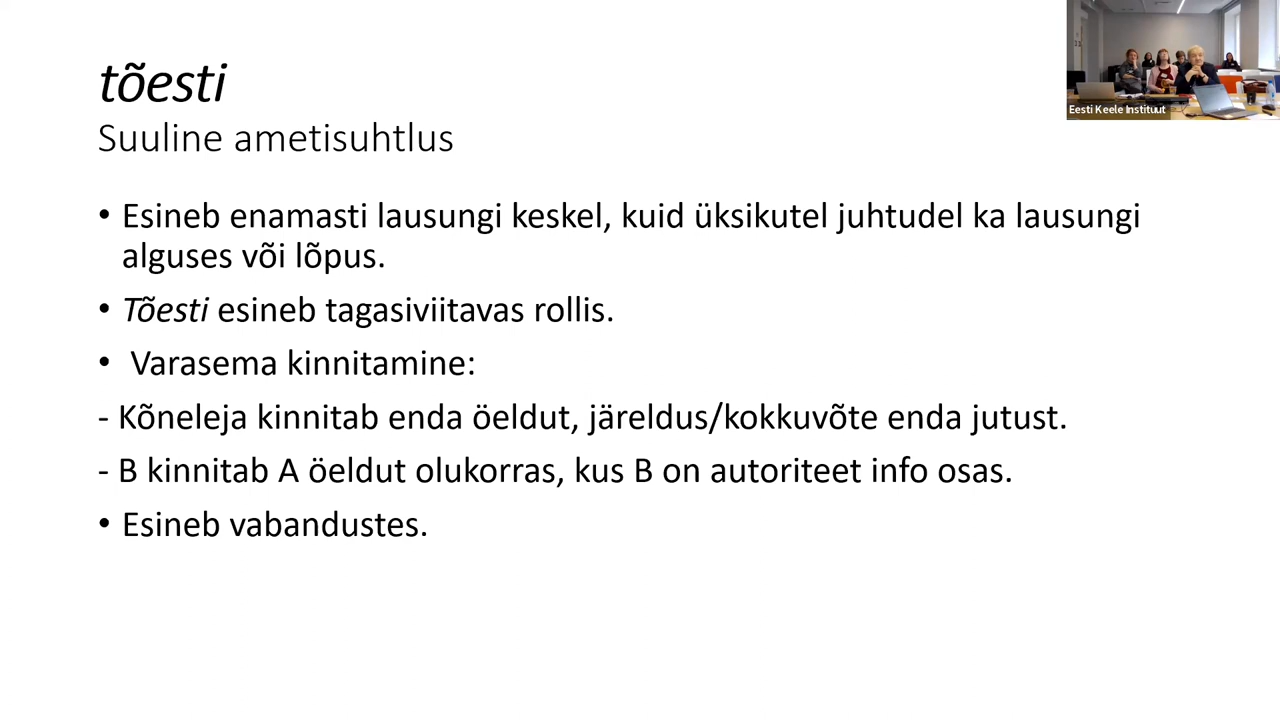 tõesti
Suuline ametisuhtlus
Eesti Keele Instituut
• Esineb enamasti lausungi keskel, kuid üksikutel juhtudel ka lausungi
alguses või lõpus.
• Tõesti esineb tagasiviitavas rollis.
• Varasema kinnitamine:
- Kõneleja kinnitab enda öeldut, järeldus/kokkuvõte enda jutust.
- B kinnitab A öeldut olukorras, kus B on autoriteet info osas.
• Esineb vabandustes.